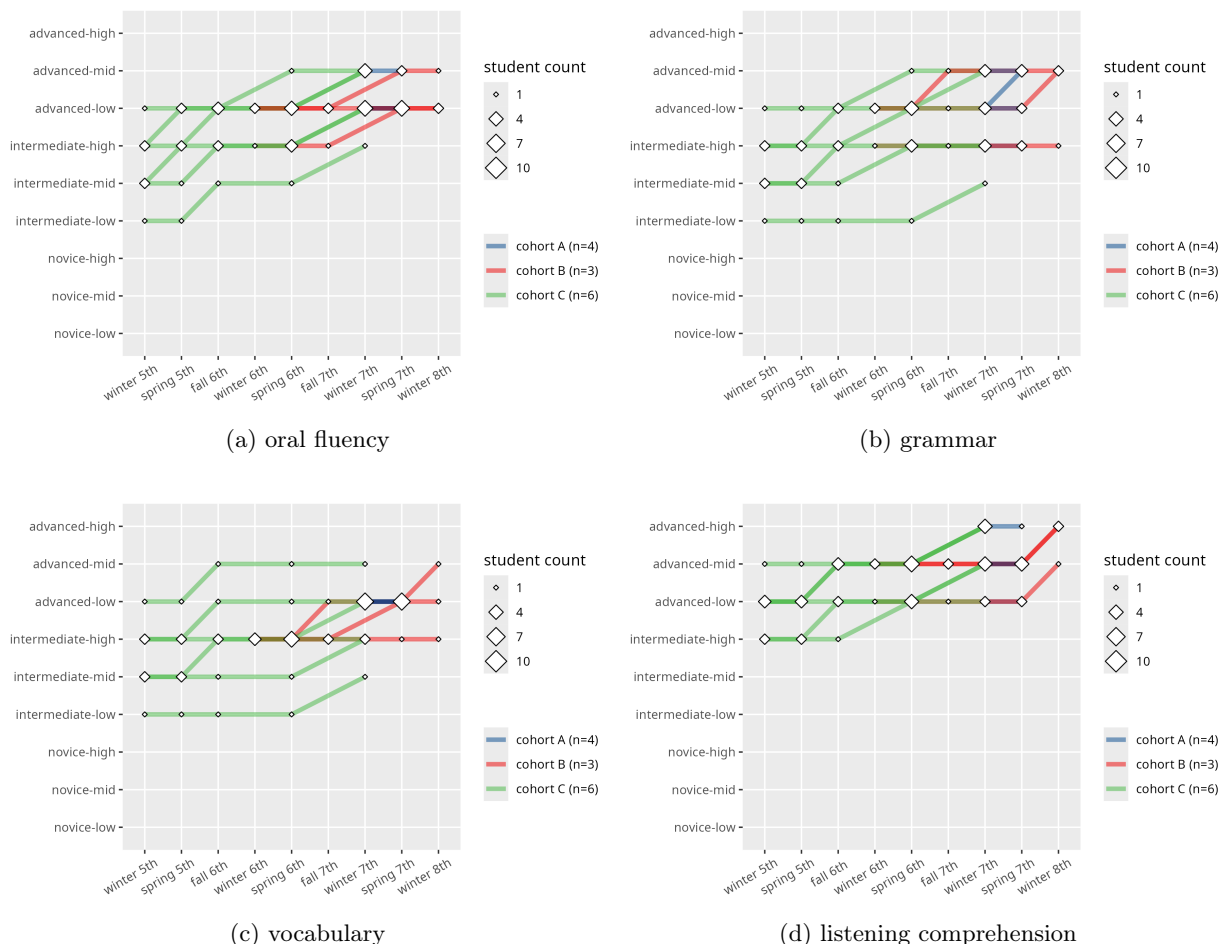 advanced-high
advanced-mid
advanced-low
intermediate-high
intermediate-mid
intermediate-low
novice-high
novice-mid
novice-low
winter 5th
spring 5th
fall 6th
winter 6th
spring 6th
fall 7th
winter 7th
spring 7th
winter 8th
student count
1
4
7
10
cohort A (n=4)
cohort B (n=3)
cohort C (n=6)
(a) oral fluency
advanced-high
advanced-mid
advanced-low
intermediate-high
intermediate-mid
intermediate-low
novice-high
novice-mid
novice-low
winter 5th
spring 5th
fall 6th
winter 6th
spring 6th
fall 7th
winter 7th
spring 7th
winter 8th
student count
1
4
7
10
cohort A (n=4)
cohort B (n=3)
cohort C (n=6)
(b) grammar
advanced-high
advanced-mid
advanced-low
intermediate-high
intermediate-mid
intermediate-low
novice-high
novice-mid
novice-low
winter 5th
spring 5th
fall 6th
winter 6th
spring 6th
fall 7th
winter 7th
spring 7th
winter 8th
student count
1
4
7
10
cohort A (n=4)
cohort B (n=3)
cohort C (n=6)
(c) vocabulary
advanced-high
advanced-mid
advanced-low
intermediate-high
intermediate-mid
intermediate-low
novice-high
novice-mid
novice-low
winter 5th
spring 5th
fall 6th
winter 6th
spring 6th
fall 7th
winter 7th
spring 7th
winter 8th
student count
1
4
7
10
cohort A (n=4)
cohort B (n=3)
cohort C (n=6)
(d) listening comprehension